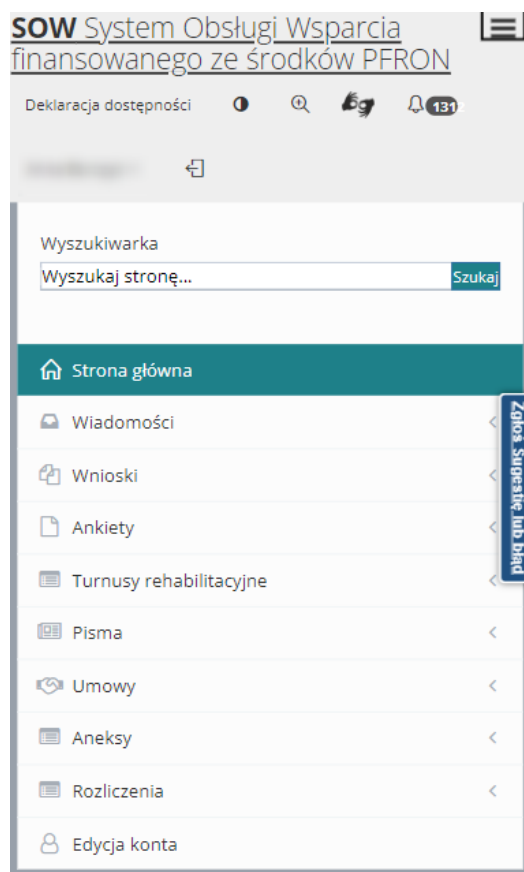 SOW System Obsługi Wsparcia
finansowanego ze środków PFRON
Deklaracja dostępności
131
Wyszukiwarka
Wyszukaj stronę... Szukaj
Strona główna
Wiadomości
Zgłoś Sugestię lub błąd
Wnioski
Ankiety
Turnusy rehabilitacyjne
Pisma
Umowy
Aneksy
Rozliczenia
Edycja konta